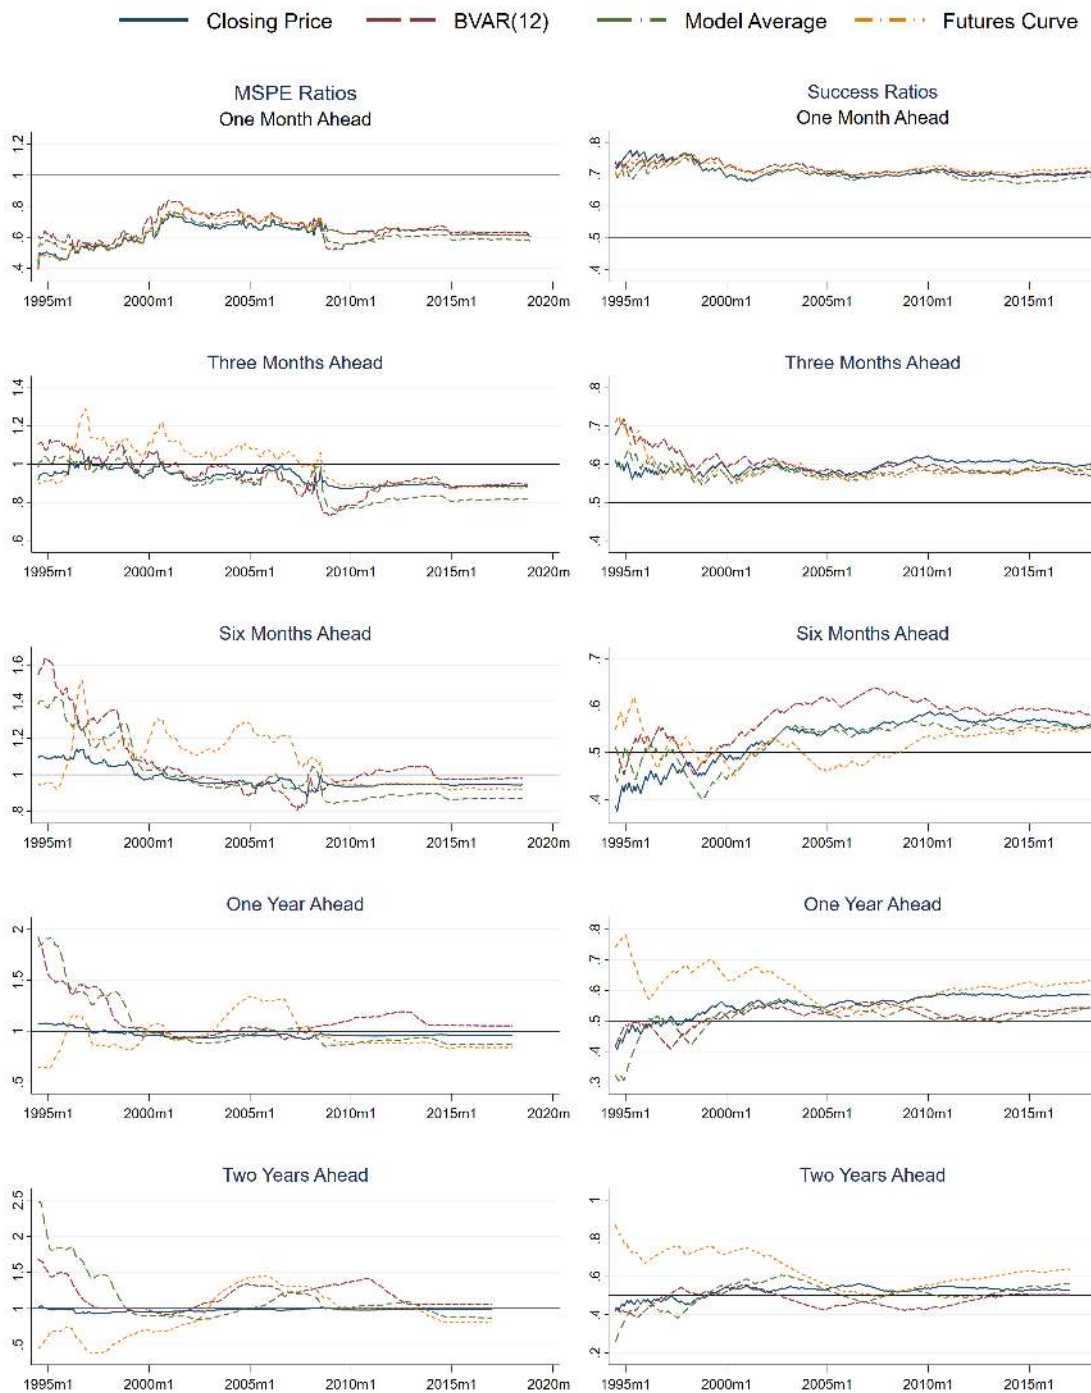 Closing Price BVAR(12) Model Average Futures Curve
MSPE Ratios
One Month Ahead
.4 .6 .8 1 1.2
1995m1 2000m1 2005m1 2010m1 2015m1 2020m
Success Ratios
One Month Ahead
.4 .5 .6 .7 .8
1995m1 2000m1 2005m1 2010m1 2015m1
Three Months Ahead
.6 .8 1 1.2 1.4
1995m1 2000m1 2005m1 2010m1 2015m1 2020m
Three Months Ahead
.4 .5 .6 .7 .8
1995m1 2000m1 2005m1 2010m1 2015m1
Six Months Ahead
.8 1 1.2 1.4 1.6
1995m1 2000m1 2005m1 2010m1 2015m1 2020m
Six Months Ahead
.4 .5 .6 .7
1995m1 2000m1 2005m1 2010m1 2015m1
One Year Ahead
.5 1 1.5 2
1995m1 2000m1 2005m1 2010m1 2015m1 2020m
One Year Ahead
.3 .4 .5 .6 .7 .8
1995m1 2000m1 2005m1 2010m1 2015m1
Two Years Ahead
.5 1 1.5 2 2.5
1995m1 2000m1 2005m1 2010m1 2015m1 2020m
Two Years Ahead
.2 .4 .6 .8 1
1995m1 2000m1 2005m1 2010m1 2015m1